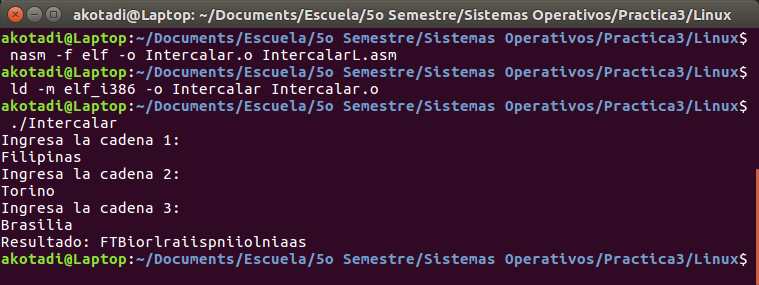 akotadi@Laptop: ~/Documents/Escuela/5o Semestre/Sistemas Operativos/Practica3/Linux
akotadi@Laptop:~/Documents/Escuela/5o Semestre/Sistemas Operativos/Practica3/Linux$
nasm -f elf -o Intercalar.o IntercalarL.asm
akotadi@Laptop:~/Documents/Escuela/5o Semestre/Sistemas Operativos/Practica3/Linux$
ld -m elf_i386 -o Intercalar Intercalar.o
akotadi@Laptop:~/Documents/Escuela/5o Semestre/Sistemas Operativos/Practica3/Linux$
./Intercalar
Ingresa la cadena 1:
Filipinas
Ingresa la cadena 2:
Torino
Ingresa la cadena 3:
Brasilia
Resultado: FTBiorlraiispniiolniaas
akotadi@Laptop:~/Documents/Escuela/5o Semestre/Sistemas Operativos/Practica3/Linux$